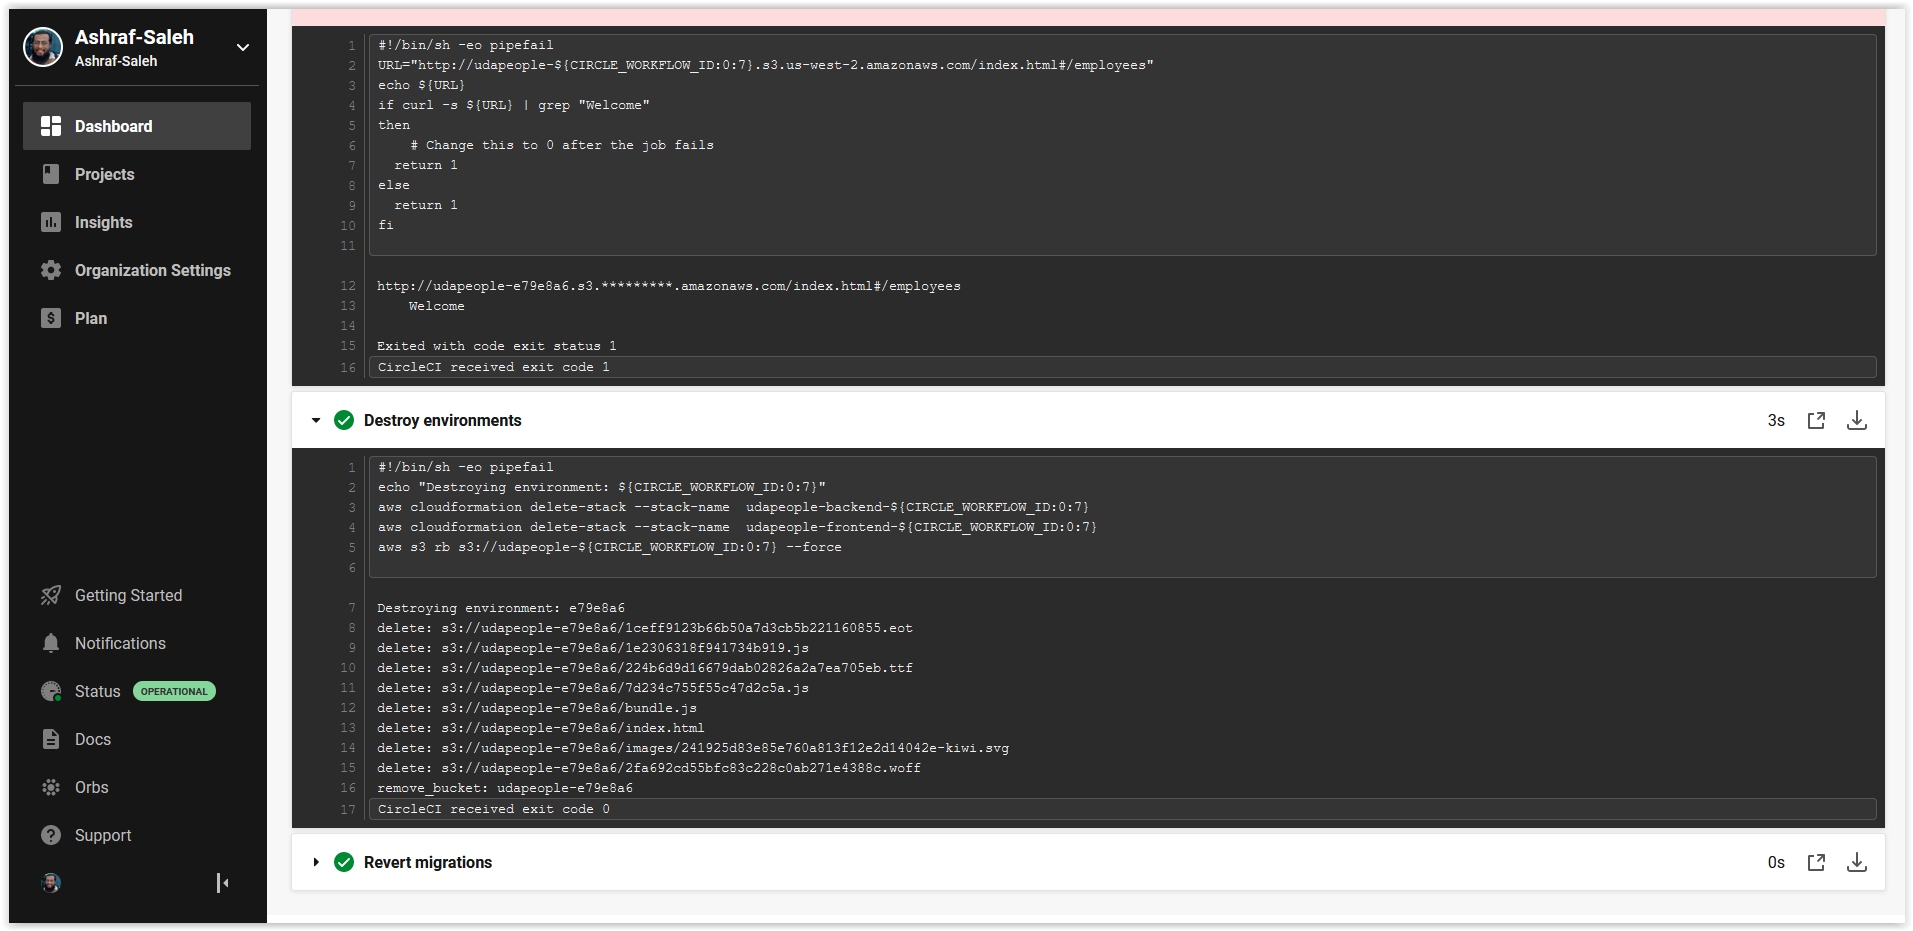 Ashraf-Saleh
Ashraf-Saleh
Dashboard
Projects
Insights
Organization Settings
Plan
Getting Started
Notifications
Status OPERATIONAL
Docs
Orbs
Support
1 #!/bin/sh -eo pipefail
2 URL="http://udapeople-${CIRCLE_WORKFLOW_ID:0:7}.s3.us-west-2.amazonaws.com/index.html#/employees"
3 echo ${URL}
4 if curl -s ${URL} | grep "Welcome"
5 then
6     # Change this to 0 after the job fails
7   return 1
8 else
9   return 1
10 fi
11
12 http://udapeople-e79e8a6.s3.*********.amazonaws.com/index.html#/employees
13     Welcome
14
15 Exited with code exit status 1
16 CircleCI received exit code 1
Destroy environments 3s
1 #!/bin/sh -eo pipefail
2 echo "Destroying environment: ${CIRCLE_WORKFLOW_ID:0:7}"
3 aws cloudformation delete-stack --stack-name  udapeople-backend-${CIRCLE_WORKFLOW_ID:0:7}
4 aws cloudformation delete-stack --stack-name  udapeople-frontend-${CIRCLE_WORKFLOW_ID:0:7}
5 aws s3 rb s3://udapeople-${CIRCLE_WORKFLOW_ID:0:7} --force
6
7 Destroying environment: e79e8a6
8 delete: s3://udapeople-e79e8a6/1ceff9123b66b50a7d3cb5b221160855.eot
9 delete: s3://udapeople-e79e8a6/1e2306318f941734b919.js
10 delete: s3://udapeople-e79e8a6/224b6d9d16679dab02826a2a7ea705eb.ttf
11 delete: s3://udapeople-e79e8a6/7d234c755f55c47d2c5a.js
12 delete: s3://udapeople-e79e8a6/bundle.js
13 delete: s3://udapeople-e79e8a6/index.html
14 delete: s3://udapeople-e79e8a6/images/241925d83e85e760a813f12e2d14042e-kiwi.svg
15 delete: s3://udapeople-e79e8a6/2fa692cd55bfc83c228c0ab271e4388c.woff
16 remove_bucket: udapeople-e79e8a6
17 CircleCI received exit code 0
Revert migrations 0s